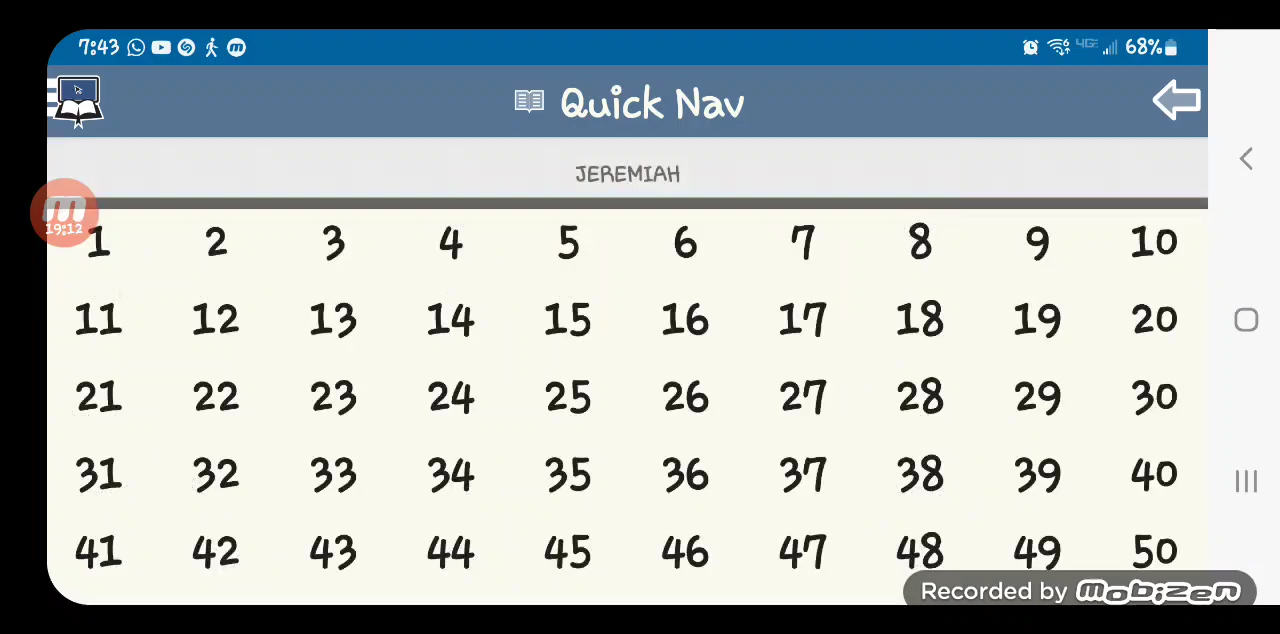 7:43 4GE 68%
Quick Nav
JEREMIAH
19:12
1 2 3 4 5 6 7 8 9 10
11 12 13 14 15 16 17 18 19 20
21 22 23 24 25 26 27 28 29 30
31 32 33 34 35 36 37 38 39 40
41 42 43 44 45 46 47 48 49 50
Recorded by mobizen